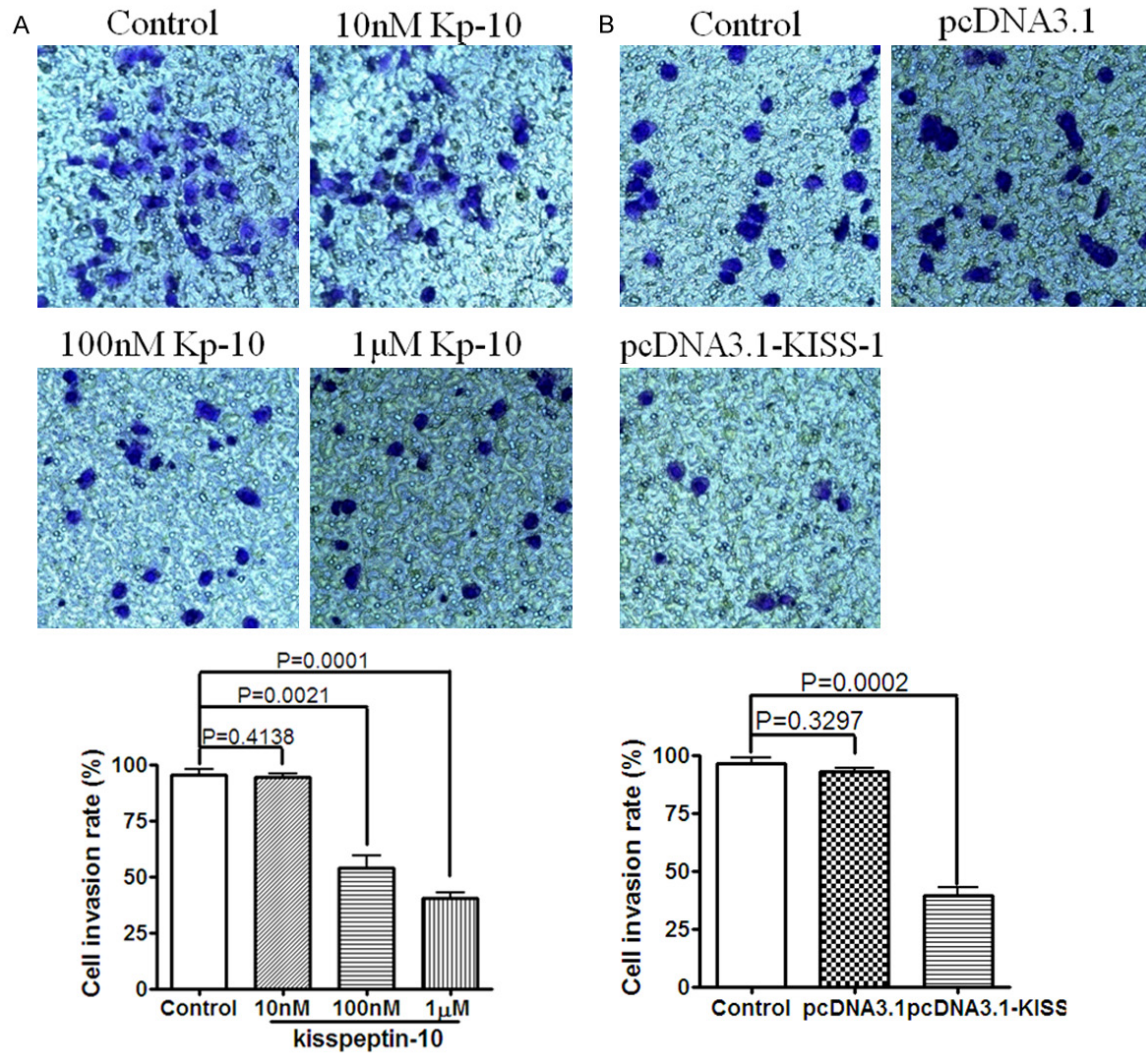 A
Control
10nM Kp-10
B
Control
pcDNA3.1
100nM Kp-10
1μM Kp-10
pcDNA3.1-KISS-1
P=0.0001
P=0.0021
P=0.4138
Cell invasion rate (%)
100
75
50
25
0
Control
10nM
100nM
1μM
kisspeptin-10
P=0.0002
P=0.3297
Cell invasion rate (%)
100
75
50
25
0
Control
pcDNA3.1
pcDNA3.1-KISS